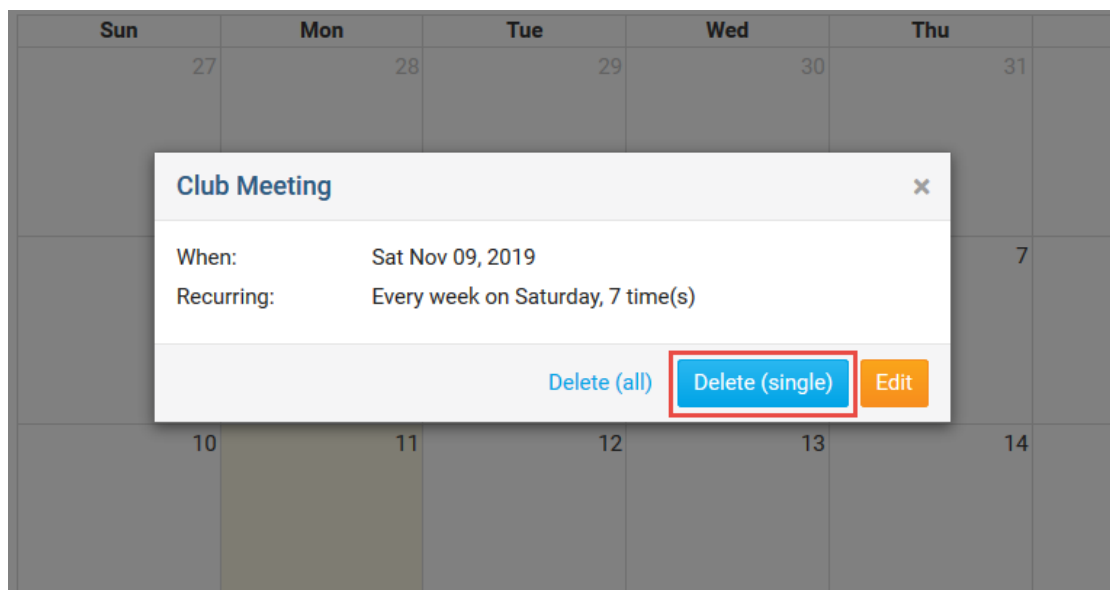 Sun Mon Tue Wed Thu
27 28 29 30 31
Club Meeting ×
When: Sat Nov 09, 2019
7
Recurring: Every week on Saturday, 7 time(s)
Delete (all) Delete (single) Edit
10 11 12 13 14